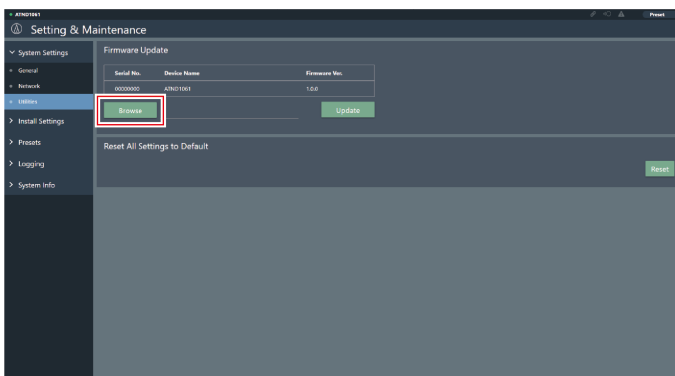 ATND1061
Preset
Setting & Maintenance
System Settings
General
Network
Utilities
Install Settings
Presets
Logging
System Info
Firmware Update
Serial No. Device Name Firmware Ver.
00000000 ATND1061 1.0.0
Browse Update
Reset All Settings to Default
Reset